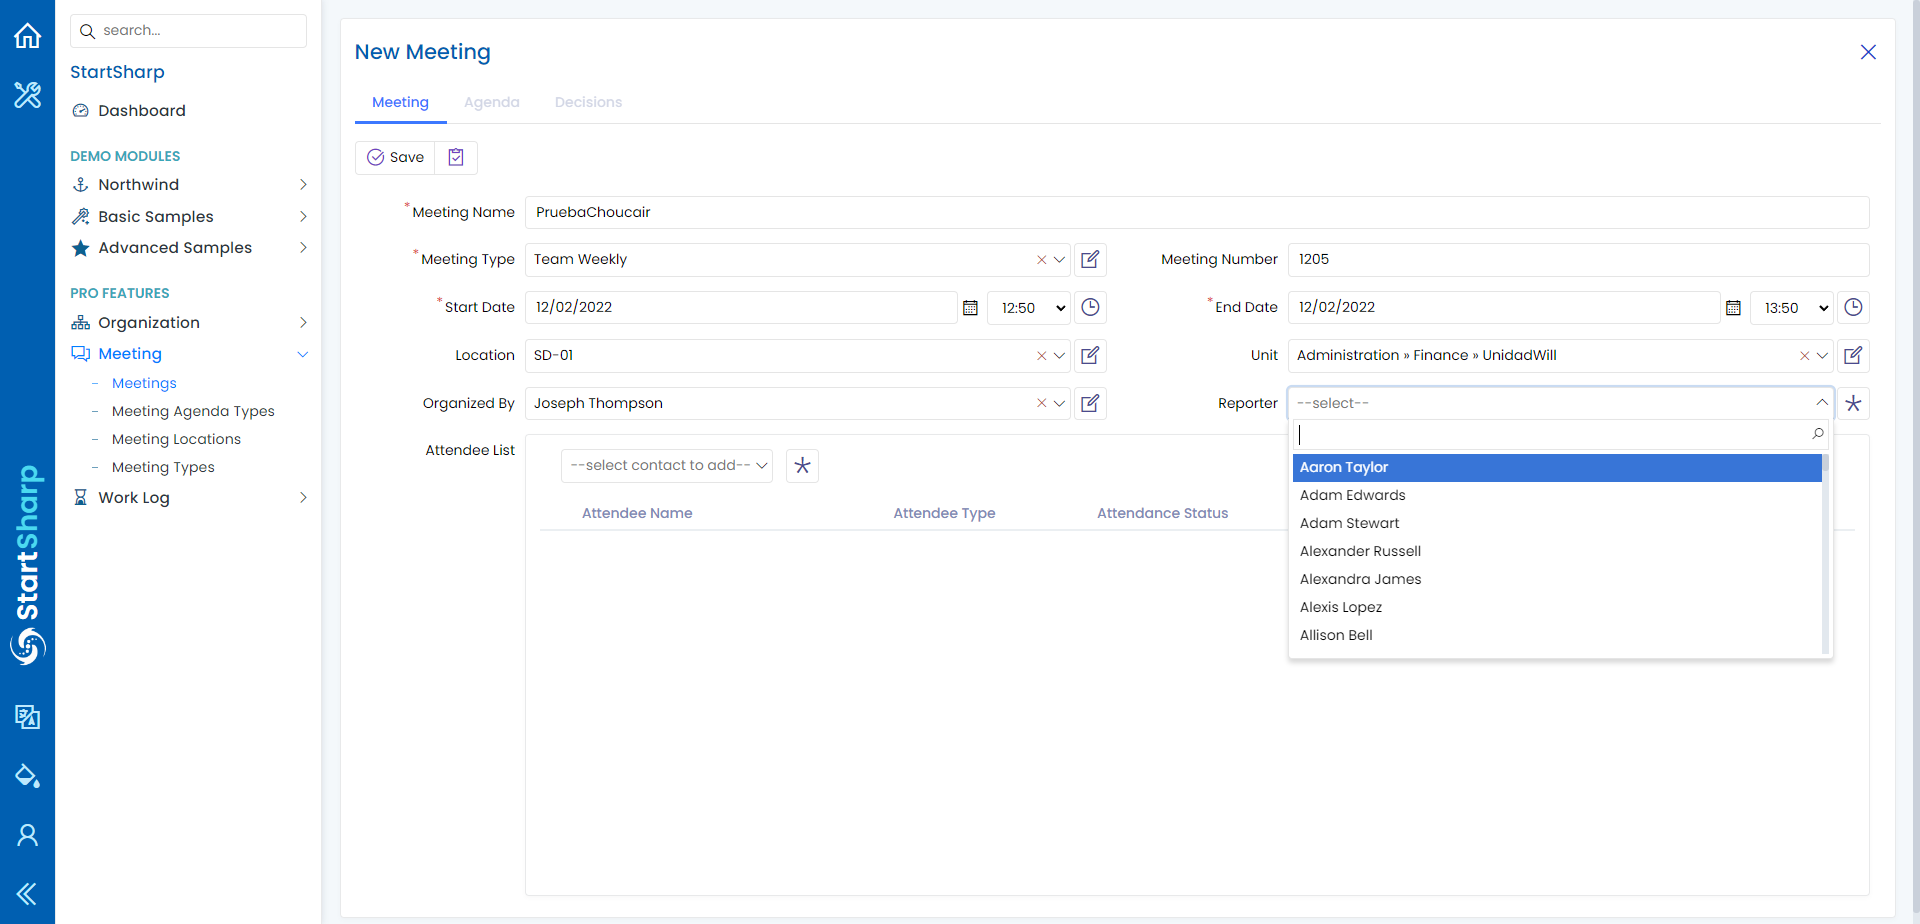 search...
StartSharp
Dashboard
DEMO MODULES
Northwind
Basic Samples
Advanced Samples
PRO FEATURES
Organization
Meeting
- Meetings
- Meeting Agenda Types
- Meeting Locations
- Meeting Types
Work Log
StartSharp
New Meeting
Meeting Agenda Decisions
Save
*Meeting Name PruebaChoucair
*Meeting Type Team Weekly Meeting Number 1205
*Start Date 12/02/2022 12:50 *End Date 12/02/2022 13:50
Location SD-01 Unit Administration » Finance » UnidadWill
Organized By Joseph Thompson Reporter --select--
Attendee List
--select contact to add--
Attendee Name Attendee Type Attendance Status
Aaron Taylor
Adam Edwards
Adam Stewart
Alexander Russell
Alexandra James
Alexis Lopez
Allison Bell